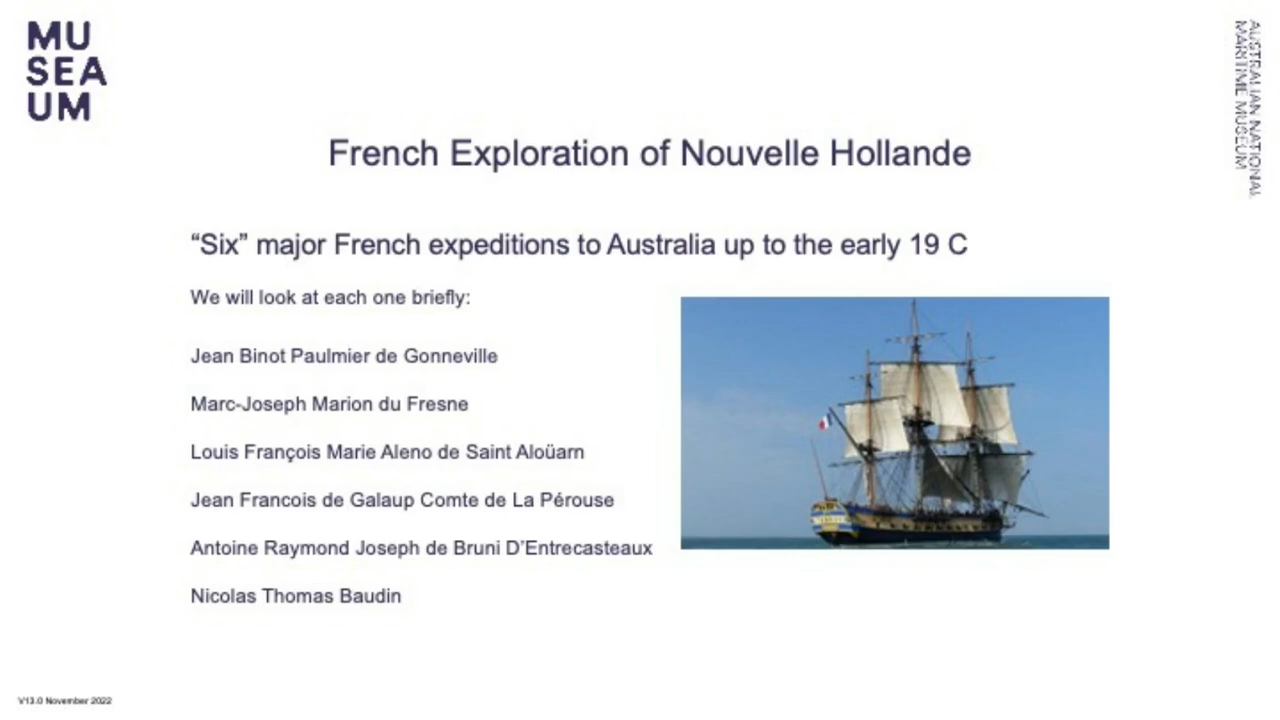 MU
SEA
UM
AUSTRALIAN NATIONAL
MARITIME MUSEUM
French Exploration of Nouvelle Hollande
“Six” major French expeditions to Australia up to the early 19 C
We will look at each one briefly:
Jean Binot Paulmier de Gonneville
Marc-Joseph Marion du Fresne
Louis François Marie Aleno de Saint Aloüarn
Jean Francois de Galaup Comte de La Pérouse
Antoine Raymond Joseph de Bruni D’Entrecasteaux
Nicolas Thomas Baudin
V13.0 November 2022